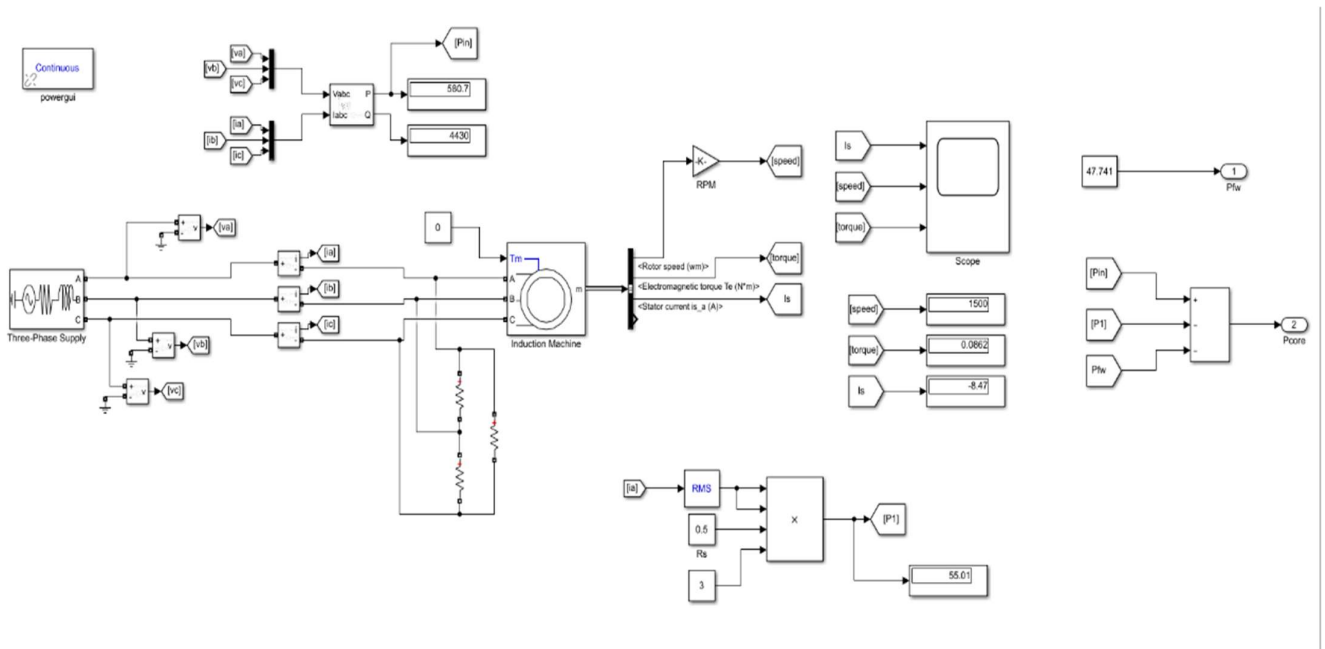 Continuous
powergui
[va]
[vb]
[vc]
[ia]
[ib]
[ic]
Vabc
Iabc
P
Q
[Pin]
560.7
4430
-K-
RPM
[speed]
Is
[speed]
[torque]
Scope
47.741
1
Pfw
[va]
[ia]
0
Tm
A
B
C
m
Induction Machine
<Rotor speed (wm)>
<Electromagnetic torque Te (N*m)>
<Stator current is_a (A)>
[torque]
Is
A
B
C
Three-Phase Supply
+
-
v
+
-
i
+
i
[ib]
+
i
[ic]
+
-
v
[vb]
+
-
v
[vc]
[speed]
1500
[torque]
0.0862
Is
-8.47
[Pin]
[P1]
Pfw
+
−
−
2
Pcore
[ia]
RMS
0.5
Rs
3
X
[P1]
55.01